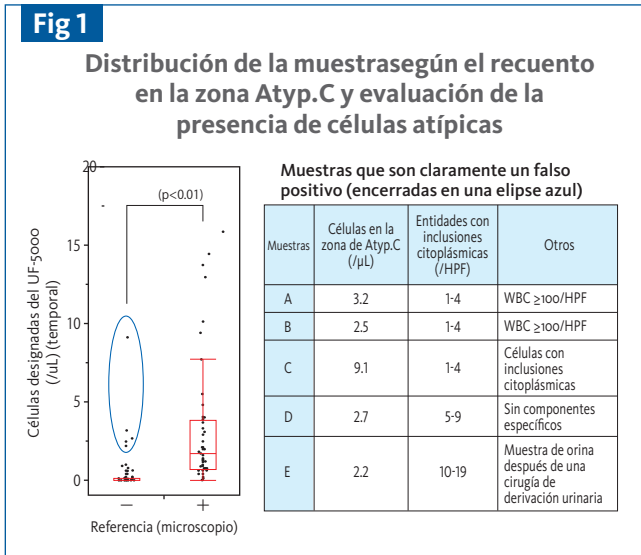 Fig 1
Distribución de la muestrasegún el recuento
en la zona Atyp.C y evaluación de la
presencia de células atípicas
Células designadas del UF-5000
(/uL) (temporal)
20
15
10
5
0
(p<0.01)
− +
Referencia (microscopio)
Muestras que son claramente un falso
positivo (encerradas en una elipse azul)
Muestras
Células en la
zona de Atyp.C
(/µL)
Entidades con
inclusiones
citoplásmicas
(/HPF)
Otros
A 3.2 1-4 WBC ≥100/HPF
B 2.5 1-4 WBC ≥100/HPF
C 9.1 1-4 Células con
inclusiones
citoplásmicas
D 2.7 5-9 Sin componentes
específicos
E 2.2 10-19 Muestra de orina
después de una
cirugía de
derivación urinaria